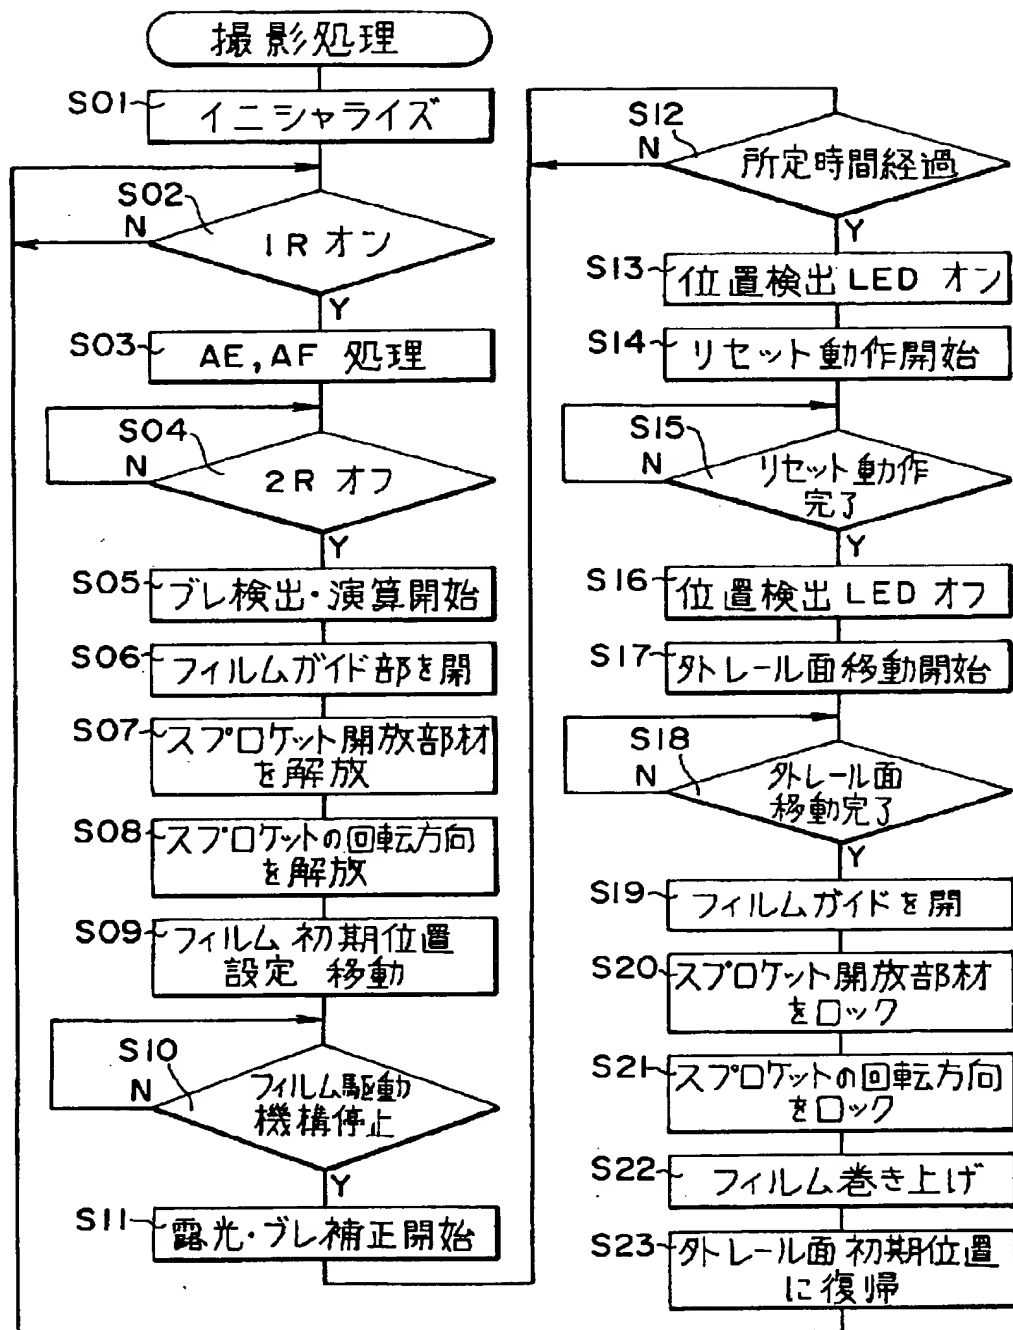 撮影処理
S01
イニシャライズ
S02
N
1R オン
Y
S03
AE,AF 処理
S04
N
2R オフ
Y
S05
ブレ検出・演算開始
S06
フィルムガイド部を開
S07
スプロケット開放部材
を解放
S08
スプロケットの回転方向
を解放
S09
フィルム 初期位置
設定 移動
S10
N
フィルム駆動
機構停止
Y
S11
露光・ブレ補正開始
S12
N
所定時間経過
Y
S13
位置検出 LED オン
S14
リセット動作開始
S15
N
リセット動作
完了
Y
S16
位置検出 LED オフ
S17
外レール面移動開始
S18
N
外レール面
移動完了
Y
S19
フィルムガイドを開
S20
スプロケット開放部材
をロック
S21
スプロケットの回転方向
をロック
S22
フィルム巻き上げ
S23
外レール面 初期位置
に復帰